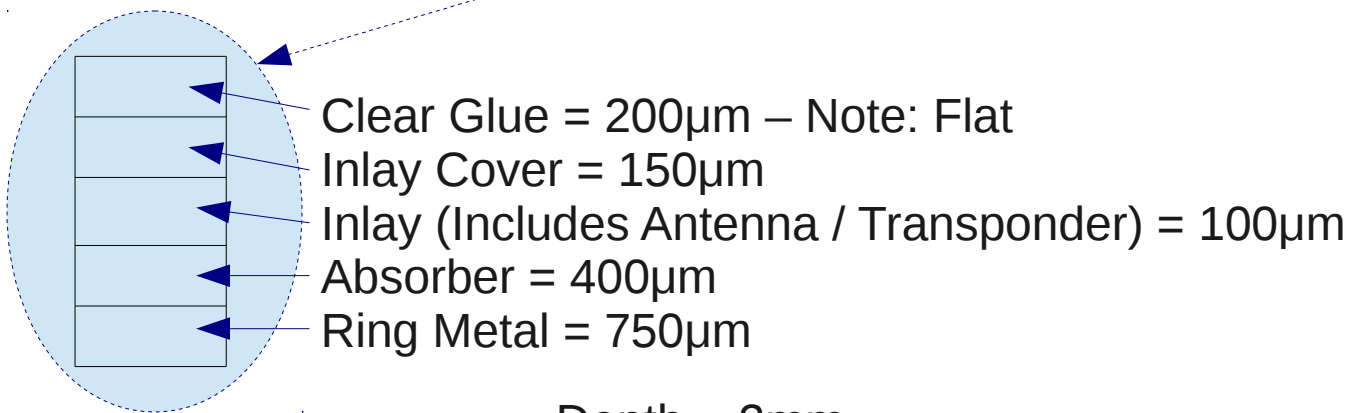 Clear Glue = 200μm – Note: Flat
Inlay Cover = 150μm
Inlay (Includes Antenna / Transponder) = 100μm
Absorber = 400μm
Ring Metal = 750μm